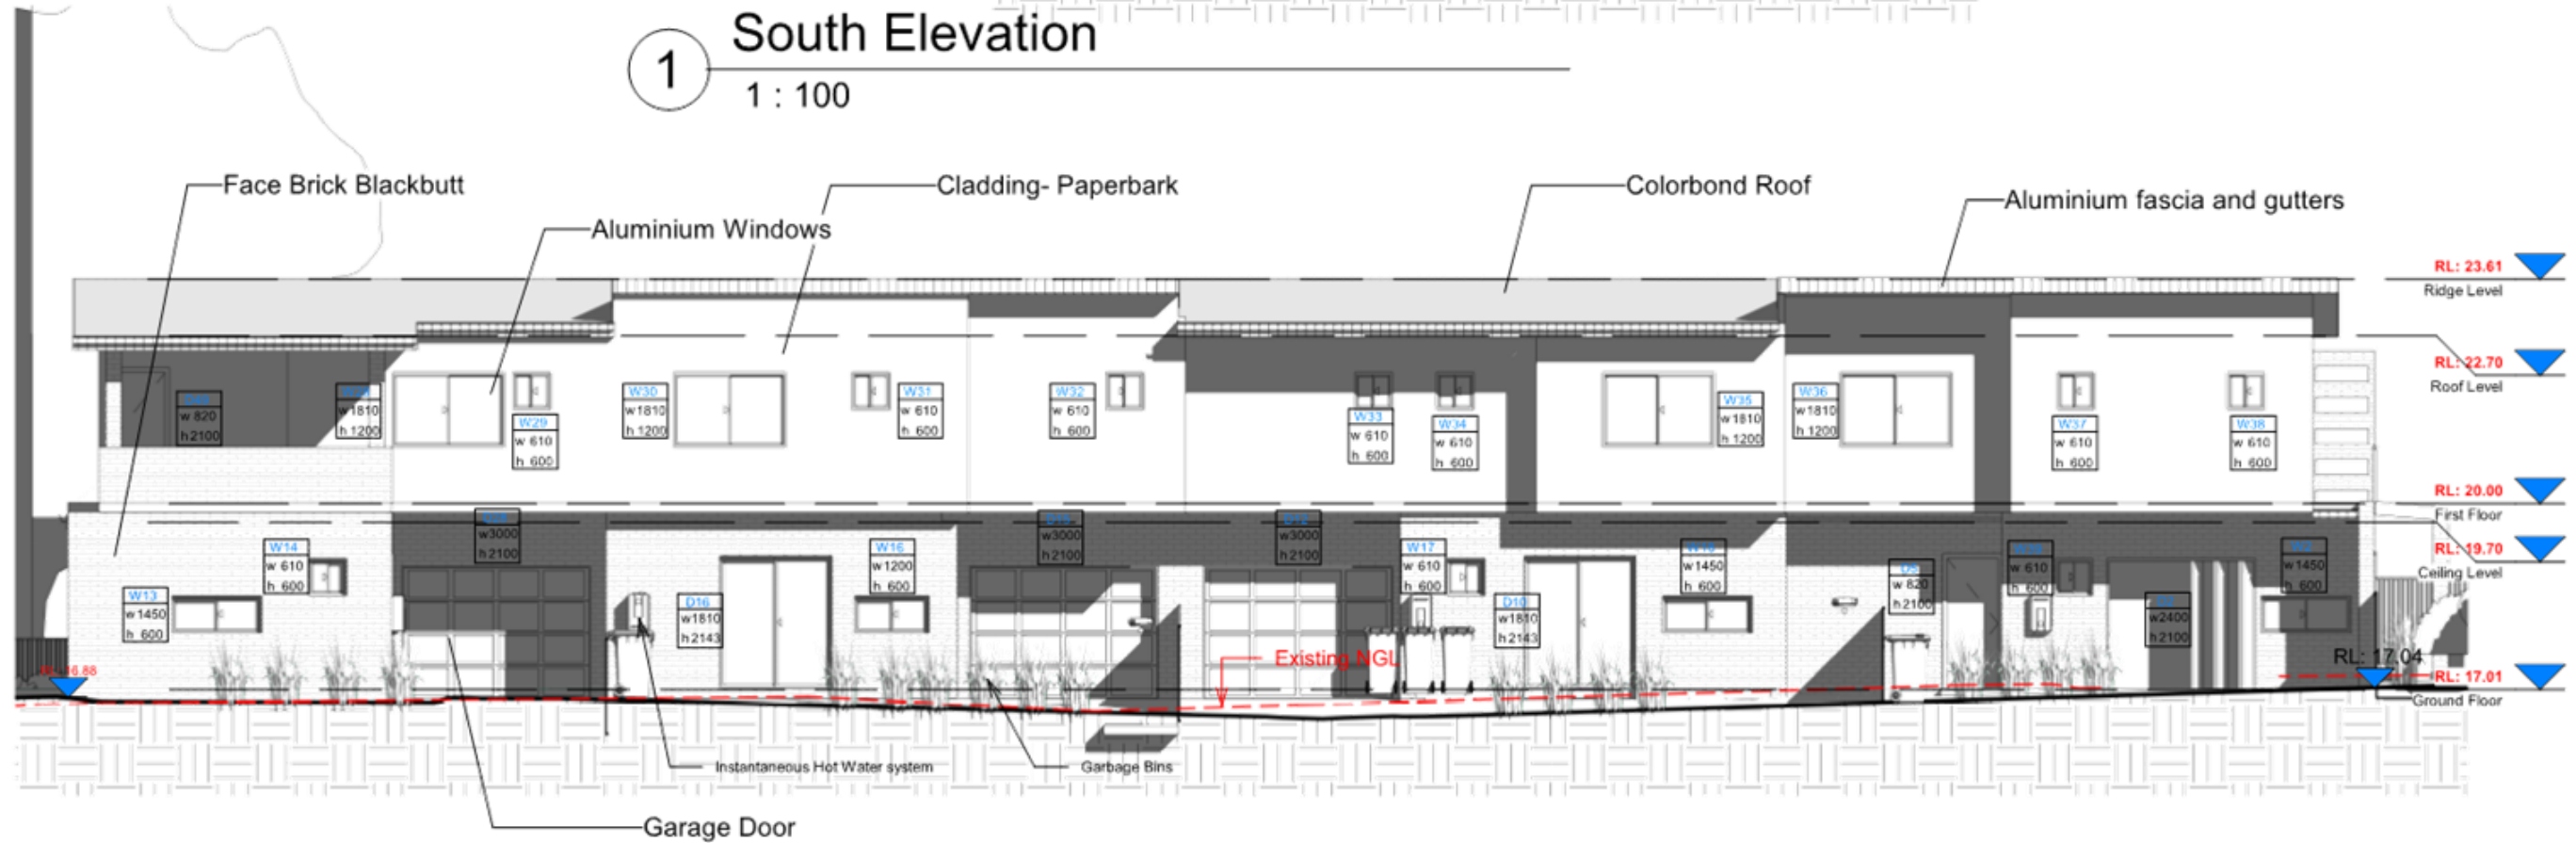 1
South Elevation
1 : 100
Face Brick Blackbutt
Aluminium Windows
Cladding- Paperbark
Colorbond Roof
Aluminium fascia and gutters
RL: 23.61
Ridge Level
RL: 22.70
Roof Level
w 820
h 2100
w1810
h 1200
W29
w 610
h 600
W30
w1810
h 1200
W31
w 610
h 600
W32
w 610
h 600
W33
w 610
h 600
W34
w 610
h 600
W35
w1810
h 1200
W36
w1810
h 1200
W37
w 610
h 600
W38
w 610
h 600
RL: 20.00
First Floor
RL: 19.70
Ceiling Level
W13
w1450
h 600
W14
w 610
h 600
w3000
h 2100
D16
w1810
h 2143
W16
w1200
h 600
w3000
h 2100
w3000
h 2100
W17
w 610
h 600
D10
w1810
h 2143
w1450
h 600
w 820
h 2100
w 610
h 600
w2400
h 2100
w1450
h 600
Existing NGL
RL: 17.04
RL: 17.01
Ground Floor
Instantaneous Hot Water system
Garbage Bins
Garage Door